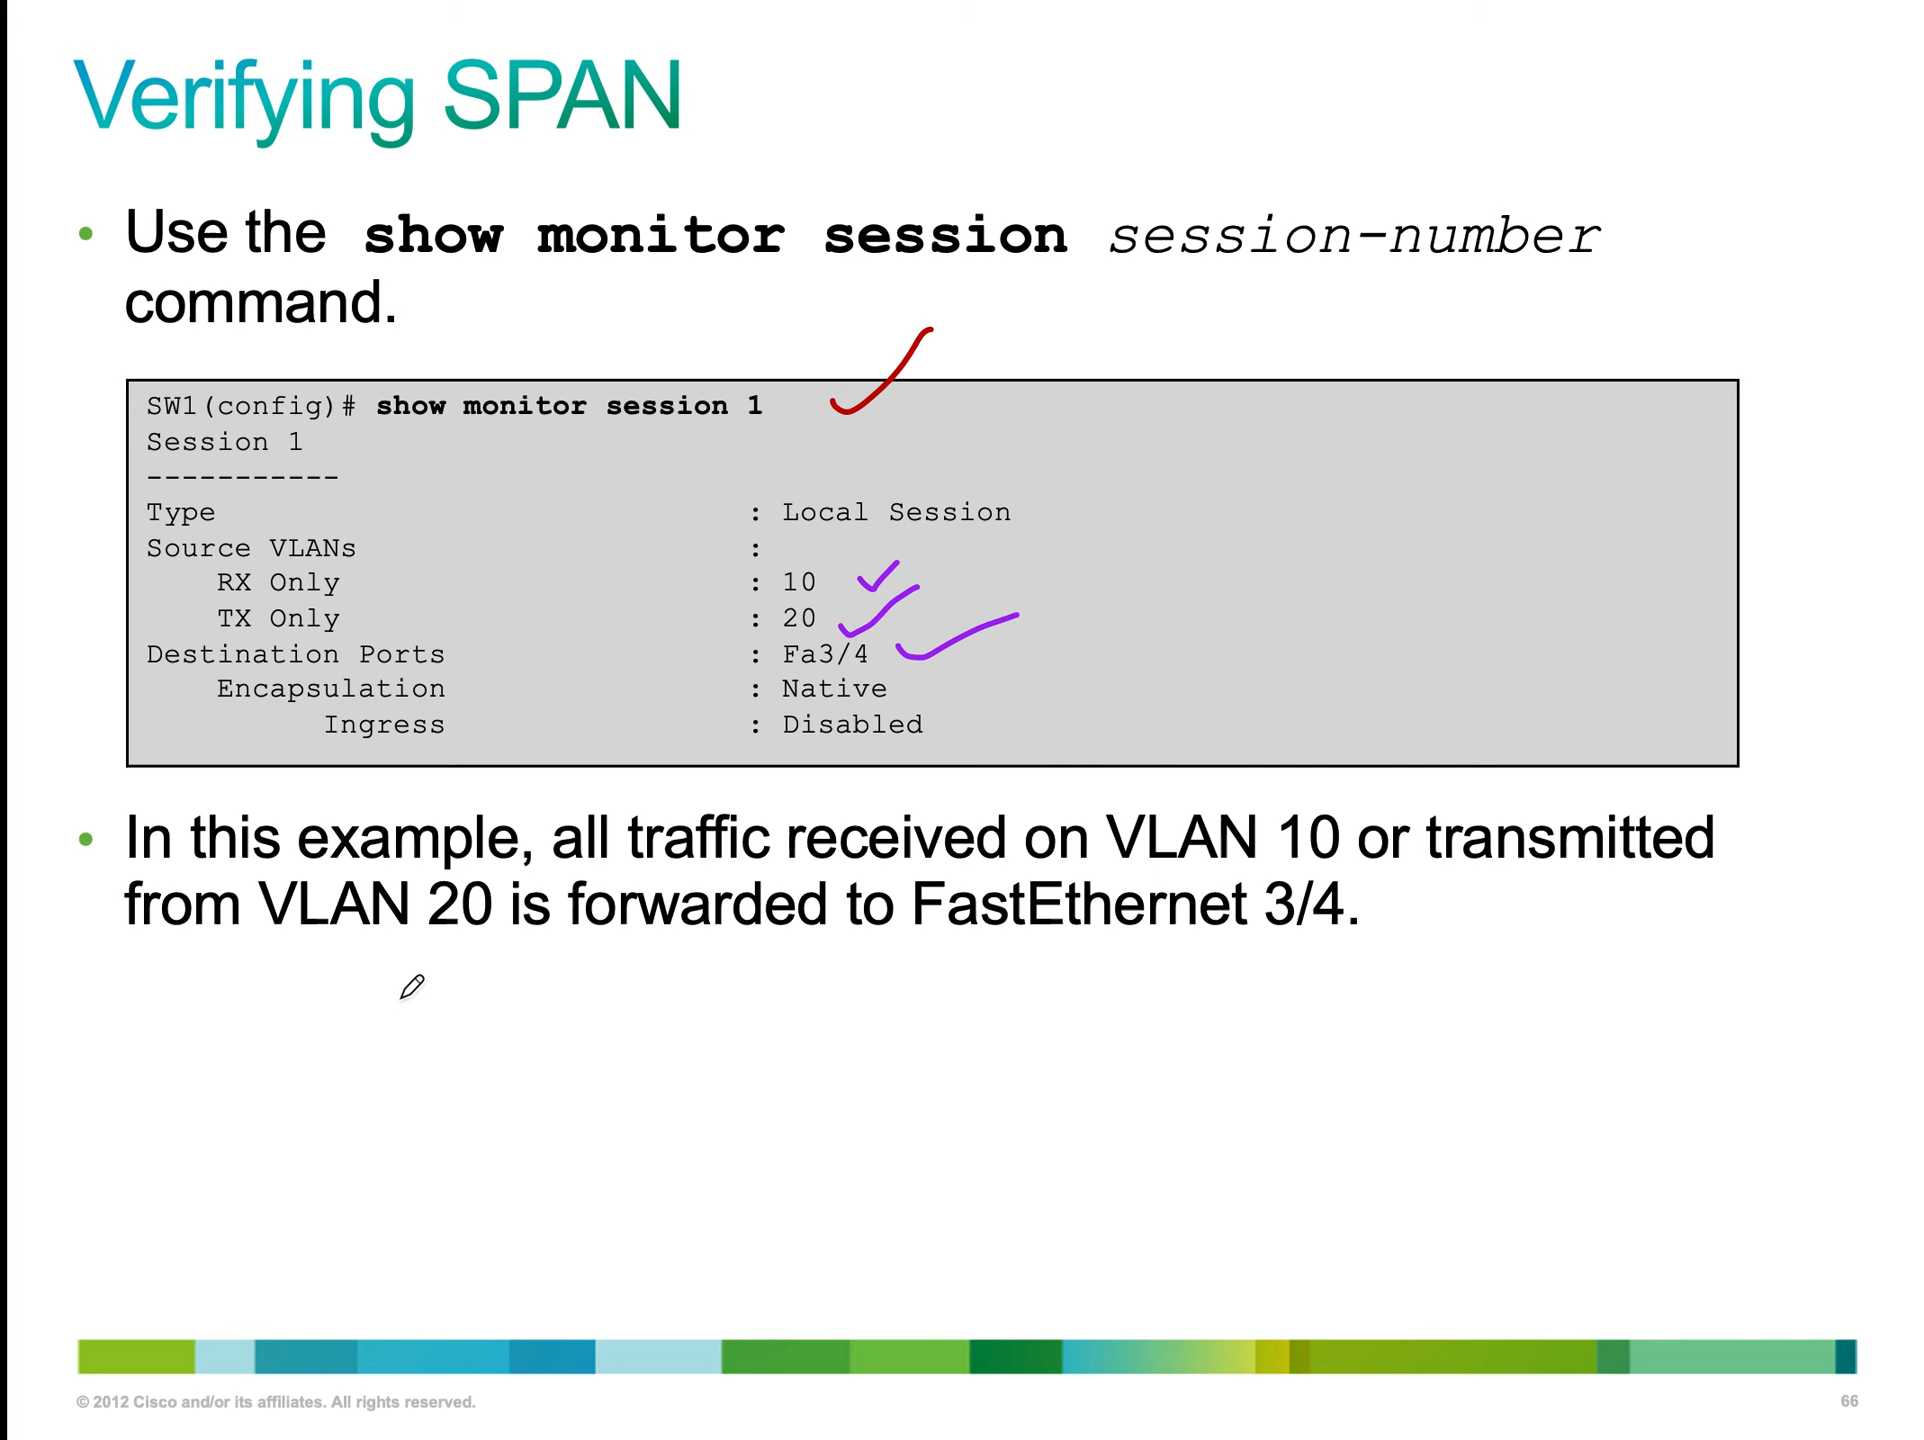 Verifying SPAN
• Use the show monitor session session-number
command.
SW1(config)# show monitor session 1
Session 1
-----------
Type : Local Session
Source VLANs :
RX Only : 10
TX Only : 20
Destination Ports : Fa3/4
Encapsulation : Native
Ingress : Disabled
• In this example, all traffic received on VLAN 10 or transmitted
from VLAN 20 is forwarded to FastEthernet 3/4.
© 2012 Cisco and/or its affiliates. All rights reserved.
66